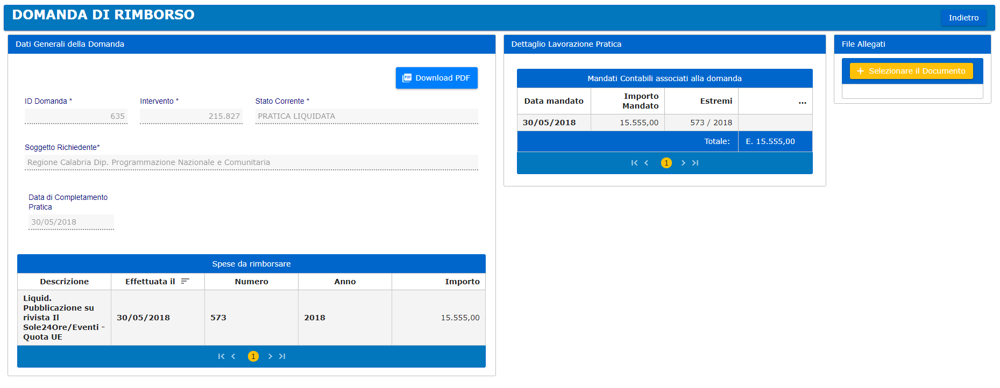 DOMANDA DI RIMBORSO
Indietro
Dati Generali della Domanda
Download PDF
ID Domanda *
Intervento *
Stato Corrente *
635
215.827
PRATICA LIQUIDATA
Soggetto Richiedente*
Regione Calabria Dip. Programmazione Nazionale e Comunitaria
Data di Completamento
Pratica
30/05/2018
Spese da rimborsare
Descrizione Effettuata il Numero Anno Importo
Liquid.
Pubblicazione su
rivista Il
Sole24Ore/Eventi -
Quota UE
30/05/2018 573 2018 15.555,00
1
Dettaglio Lavorazione Pratica
Mandati Contabili associati alla domanda
Data mandato
Importo
Mandato
Estremi
...
30/05/2018 15.555,00 573 / 2018
Totale: E. 15.555,00
1
File Allegati
+ Selezionare il Documento